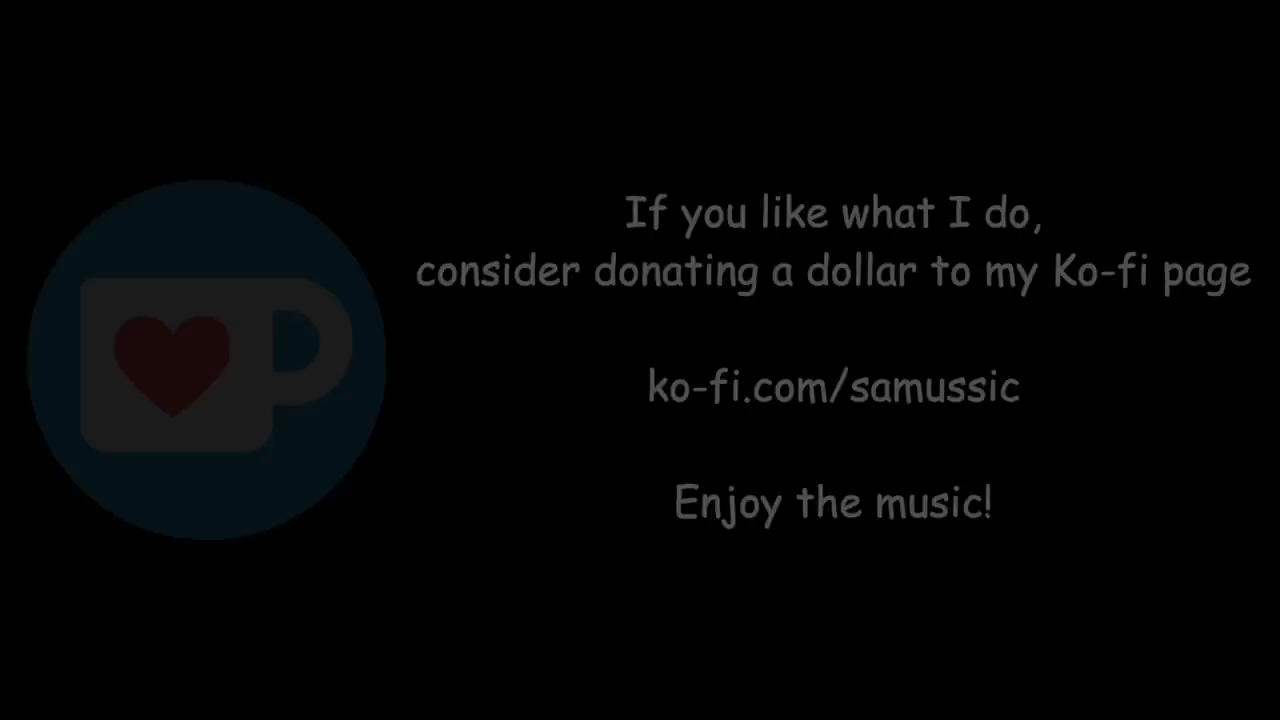 If you like what I do,
consider donating a dollar to my Ko-fi page
ko-fi.com/samussic
Enjoy the music!